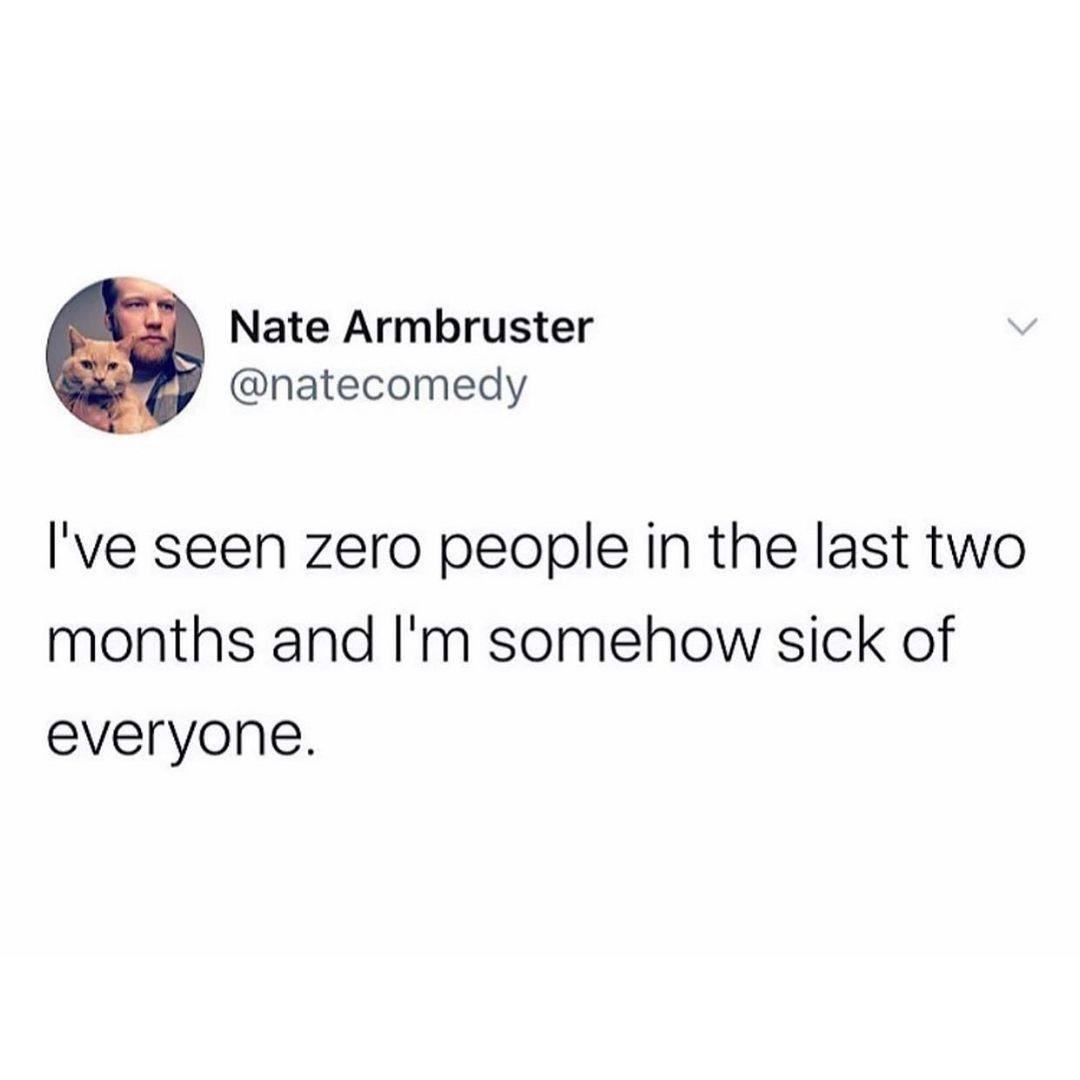 Nate Armbruster
@natecomedy
I've seen zero people in the last two
months and I'm somehow sick of
everyone.